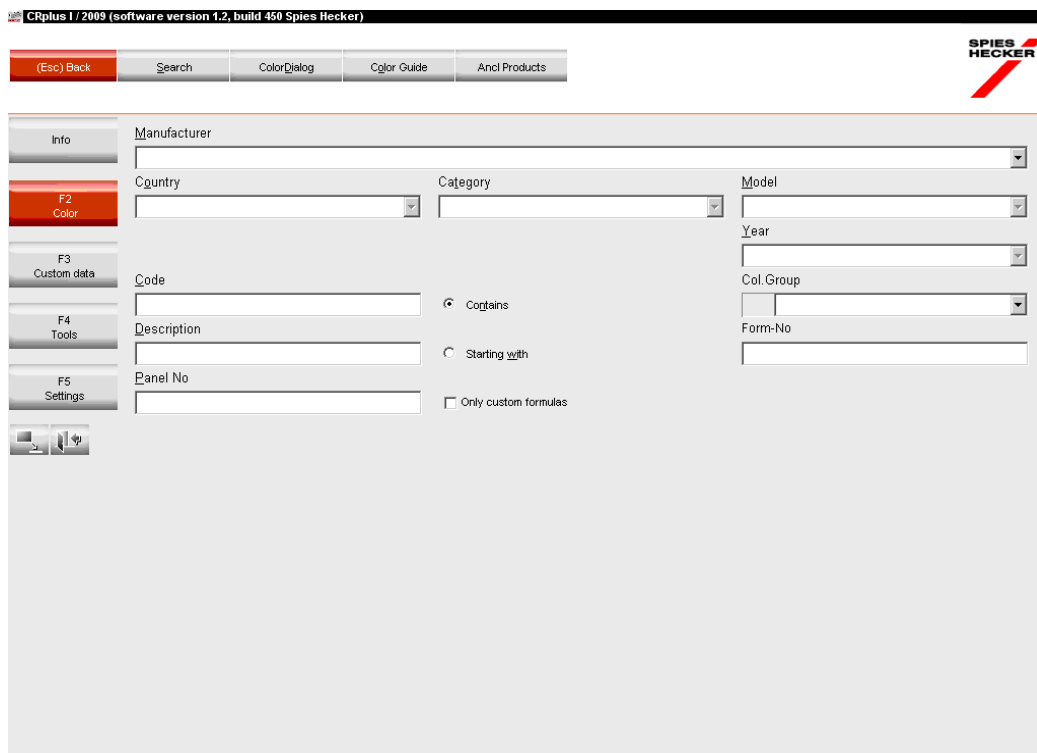 CRplus I / 2009 (software version 1.2, build 450 Spies Hecker)
SPIES
HECKER
(Esc) Back
Search
ColorDialog
Color Guide
Ancl Products
Info
F2
Color
F3
Custom data
F4
Tools
F5
Settings
Manufacturer
Country
Category
Model
Year
Code
Contains
Col.Group
Description
Starting with
Form-No
Panel No
Only custom formulas